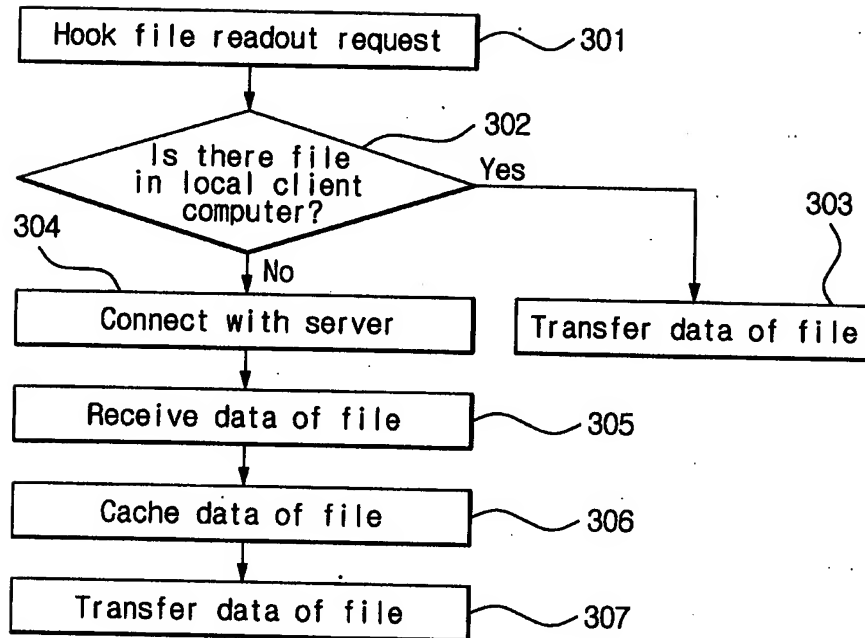 Hook file readout request
301
302
Is there file
in local client
computer?
Yes
303
304
No
Connect with server
Transfer data of file
Receive data of file
305
Cache data of file
306
Transfer data of file
307